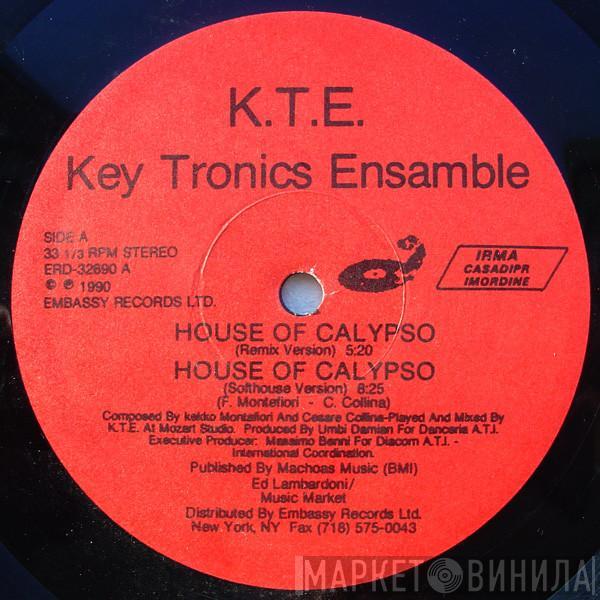 K.T.E.
Key Tronics Ensamble
SIDE A
33 1/3 RPM STEREO
ERD-32690 A
© ℗ 1990
EMBASSY RECORDS LTD.
IRMA
CASADIPR
IMORDINE
HOUSE OF CALYPSO
(Remix Version) 5:20
HOUSE OF CALYPSO
(Softhouse Version) 6:25
(F. Montefiori - C. Collina)
Composed By kekko Montefiori And Cesare Collina-Played And Mixed By
K.T.E. At Mozart Studio. Produced By Umbi Damian For Danceria A.T.I.
Executive Producer: Massimo Benni For Diacom A.T.I. -
International Coordination.
Published By Machoas Music (BMI)
Ed Lambardoni/
Music Market
Distributed By Embassy Records Ltd.
New York, NY Fax (718) 575-0043
МАРКЕТ ВИНИЛА